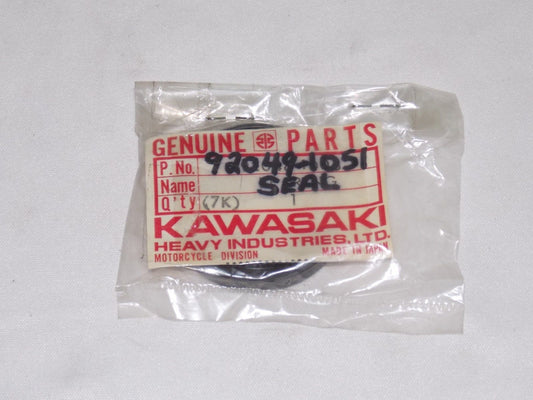 GENUINE PARTS
P. No. 92049-1051
Name SEAL
Q'ty (7K) 1
KAWASAKI
HEAVY INDUSTRIES, LTD.
MOTORCYCLE DIVISION MADE IN JAPAN